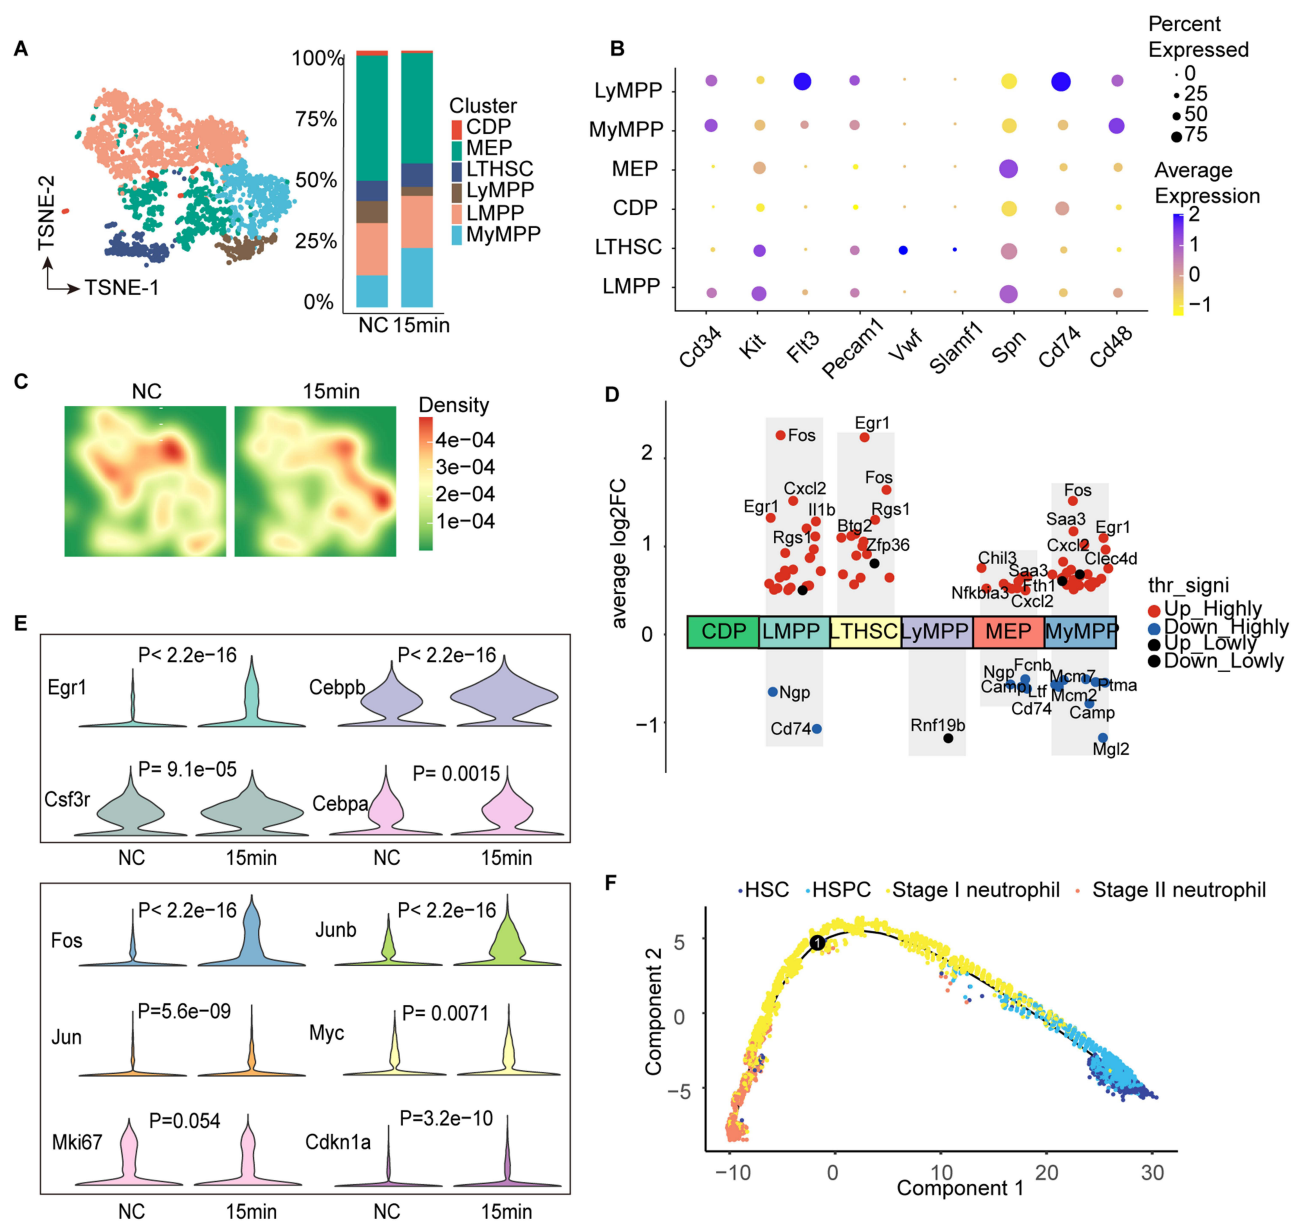 A
TSNE-2
TSNE-1
100%
75%
50%
25%
0%
NC 15min
Cluster
CDP
MEP
LTHSC
LyMPP
LMPP
MyMPP
B
LyMPP
MyMPP
MEP
CDP
LTHSC
LMPP
Cd34
Kit
Flt3
Pecam1
Vwf
Slamf1
Spn
Cd74
Cd48
Percent
Expressed
0
25
50
75
Average
Expression
2
1
0
−1
C
NC
15min
Density
4e−04
3e−04
2e−04
1e−04
D
average log2FC
2
1
0
−1
Fos
Cxcl2
Egr1
Il1b
Rgs1
Egr1
Fos
Rgs1
Btg2
Zfp36
Chil3
Saa3
Nfkbia3
Fth1
Cxcl2
Fos
Saa3
Egr1
Cxcl2
Clec4d
CDP
LMPP
LTHSC
LyMPP
MEP
MyMPP
Ngp
Cd74
Rnf19b
Ngp
Fcnb
Camp
Ltf
Cd74
Mcm7
Ptma
Mcm2
Camp
Mgl2
thr_signi
Up_Highly
Down_Highly
Up_Lowly
Down_Lowly
E
Egr1
P< 2.2e−16
Cebpb
P< 2.2e−16
Csf3r
P= 9.1e−05
Cebpa
P= 0.0015
NC
15min
NC
15min
Fos
P< 2.2e−16
Junb
P< 2.2e−16
Jun
P=5.6e−09
Myc
P= 0.0071
Mki67
P=0.054
Cdkn1a
P=3.2e−10
NC
15min
NC
15min
F
HSC
HSPC
Stage I neutrophil
Stage II neutrophil
Component 2
5
0
−5
1
−10
0
10
20
30
Component 1